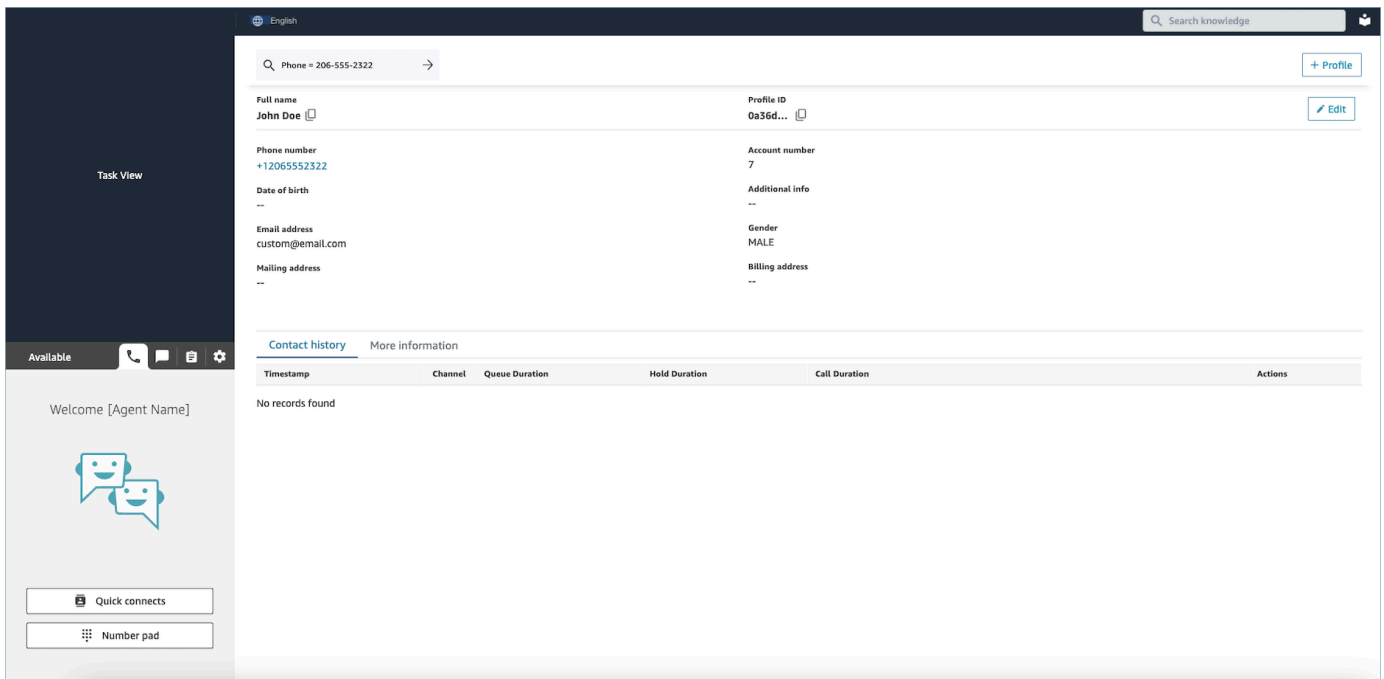 English
Search knowledge
Task View
Phone = 206-555-2322
+ Profile
Full name
John Doe
Profile ID
0a36d...
Edit
Phone number
+12065552322
Account number
7
Date of birth
--
Additional info
--
Email address
custom@email.com
Gender
MALE
Mailing address
--
Billing address
--
Available
Contact history More information
Timestamp Channel Queue Duration Hold Duration Call Duration Actions
No records found
Welcome [Agent Name]
Quick connects
Number pad